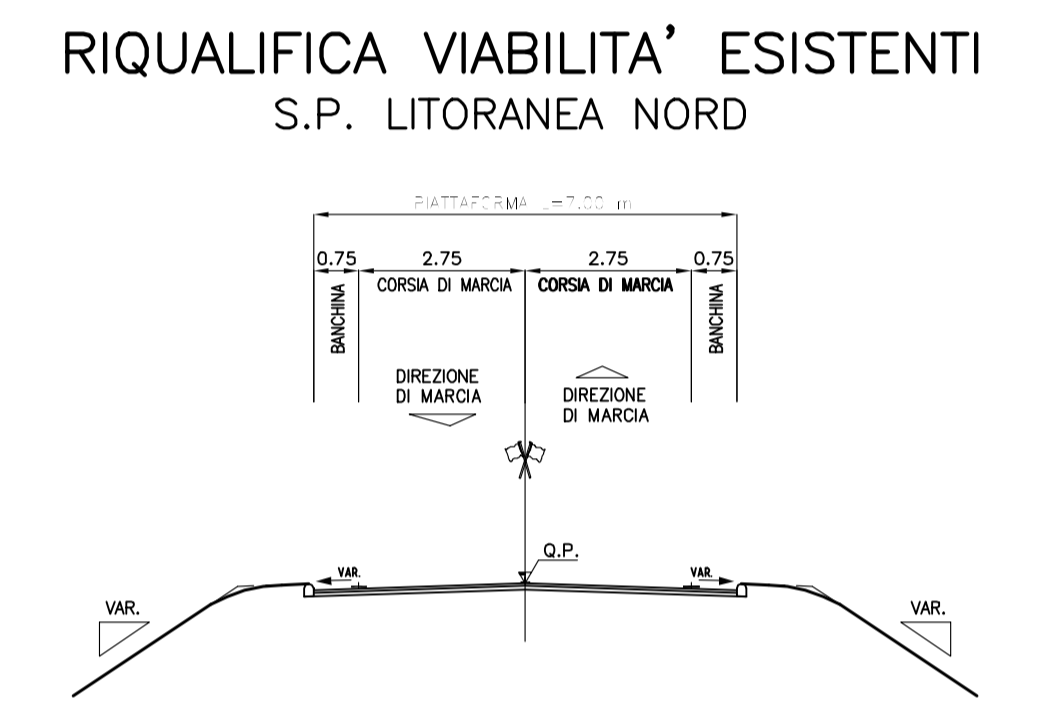 RIQUALIFICA VIABILITA' ESISTENTI
S.P. LITORANEA NORD
PIATTAFORMA L=7.00 m
0.75 2.75 2.75 0.75
BANCHINA
CORSIA DI MARCIA
CORSIA DI MARCIA
BANCHINA
DIREZIONE
DI MARCIA
DIREZIONE
DI MARCIA
Q.P.
VAR.
VAR.
VAR.
VAR.